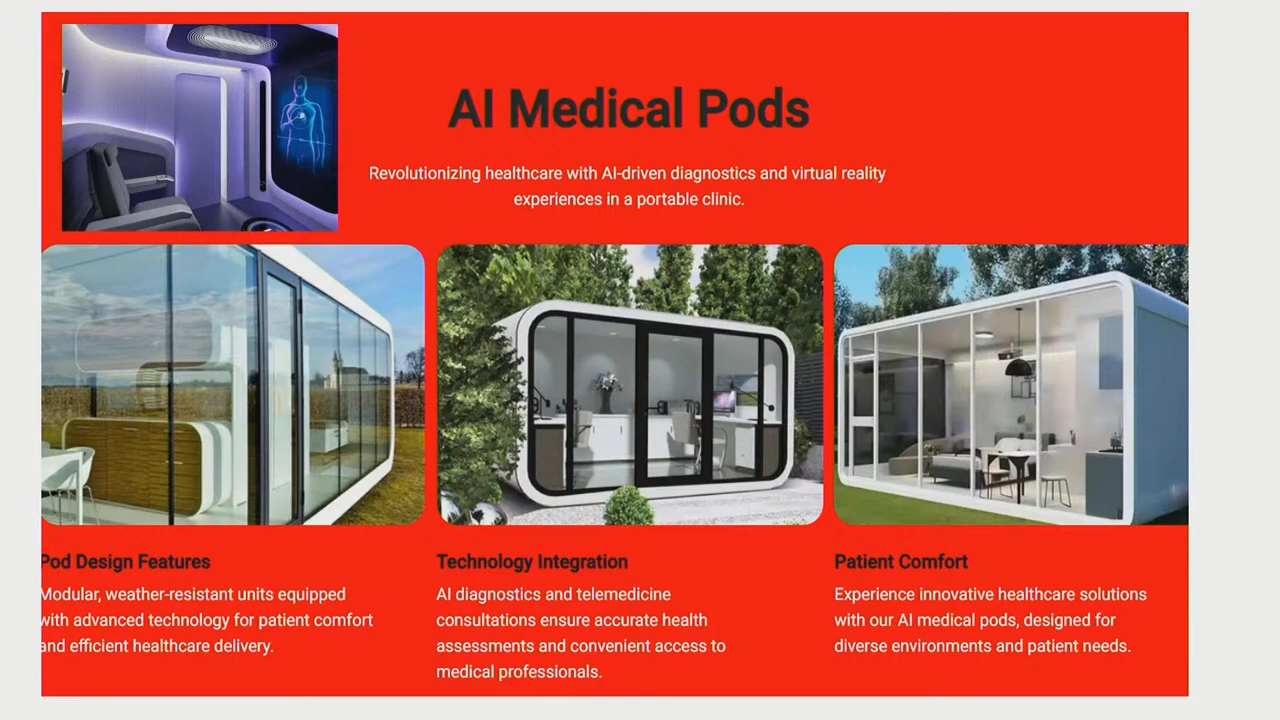 AI Medical Pods
Revolutionizing healthcare with AI-driven diagnostics and virtual reality
experiences in a portable clinic.
Pod Design Features
Modular, weather-resistant units equipped
with advanced technology for patient comfort
and efficient healthcare delivery.
Technology Integration
AI diagnostics and telemedicine
consultations ensure accurate health
assessments and convenient access to
medical professionals.
Patient Comfort
Experience innovative healthcare solutions
with our AI medical pods, designed for
diverse environments and patient needs.